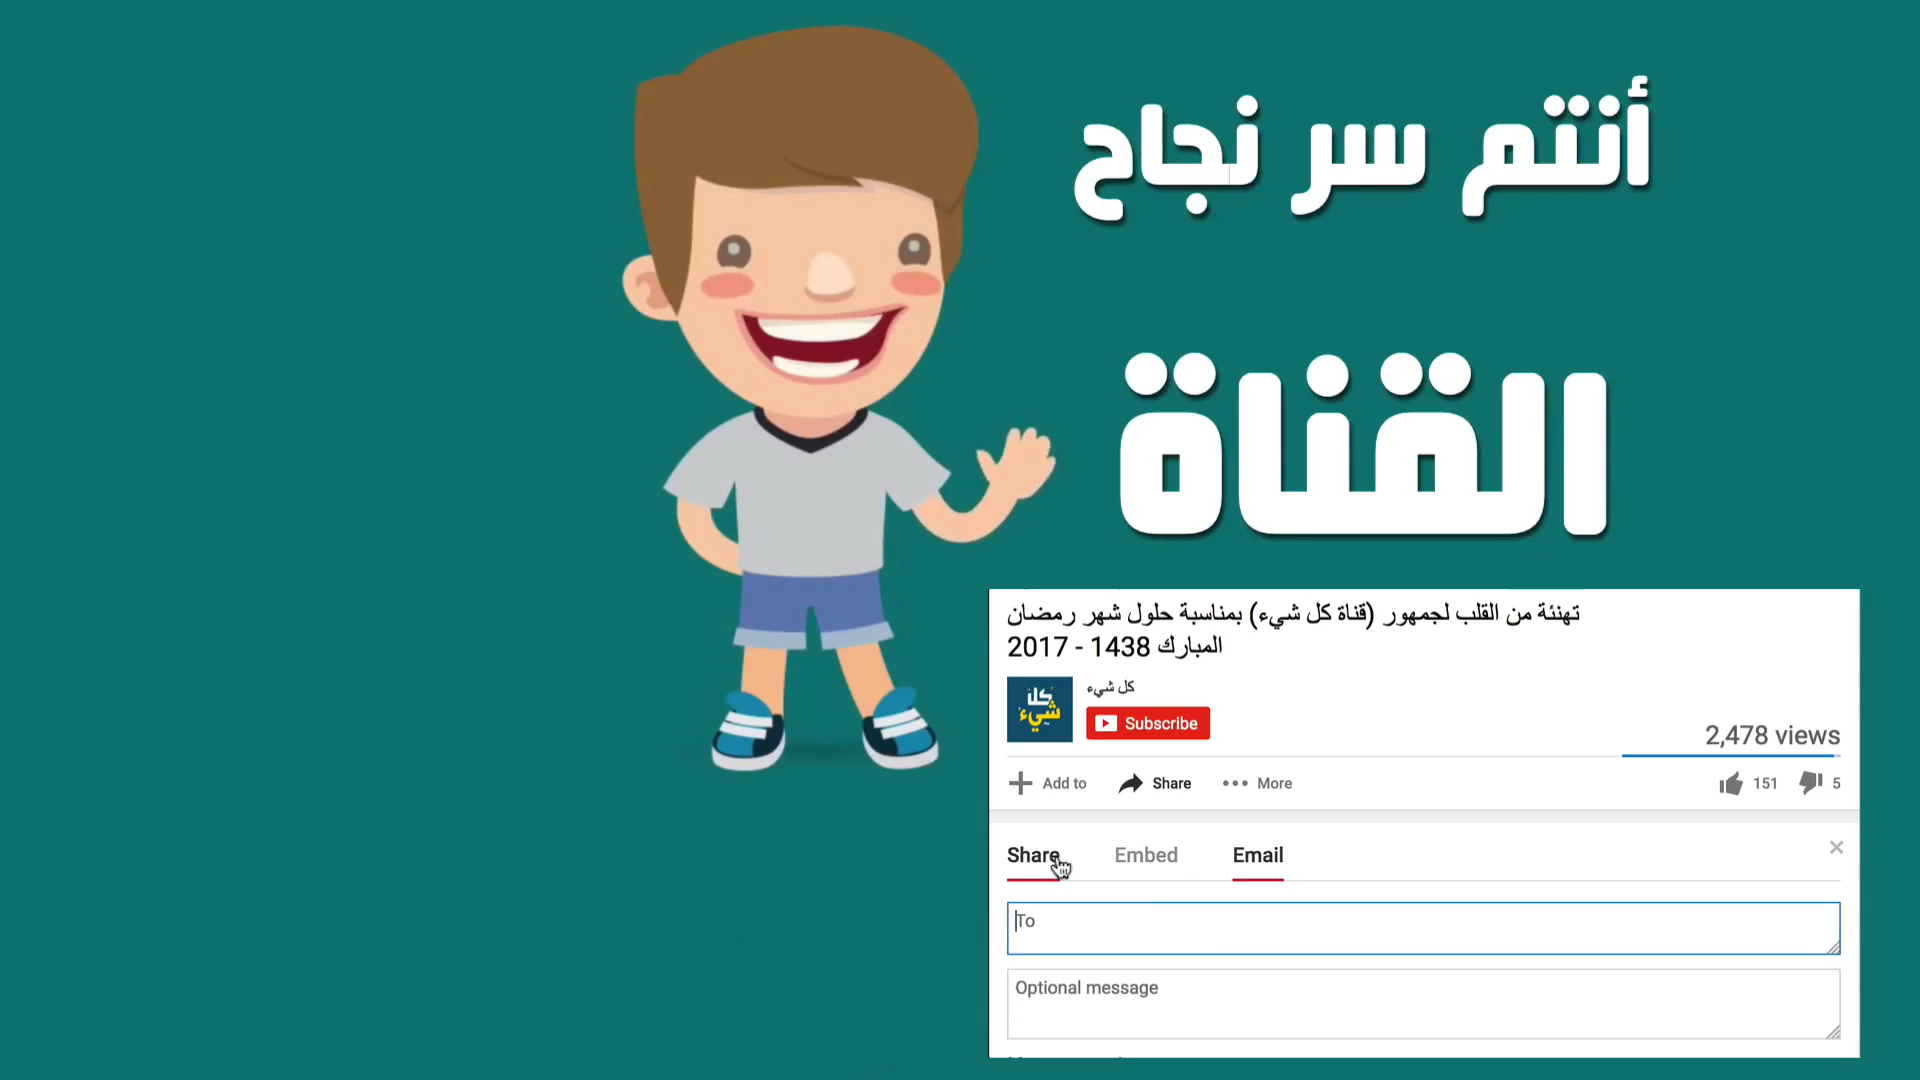 أنتم سر نجاح
القناة
تهنئة من القلب لجمهور (قناة كل شيء) بمناسبة حلول شهر رمضان
المبارك 1438 - 2017
كل شيء
كل شيء
Subscribe
2,478 views
Add to
Share
More
151
5
Share
Embed
Email
To
Optional message